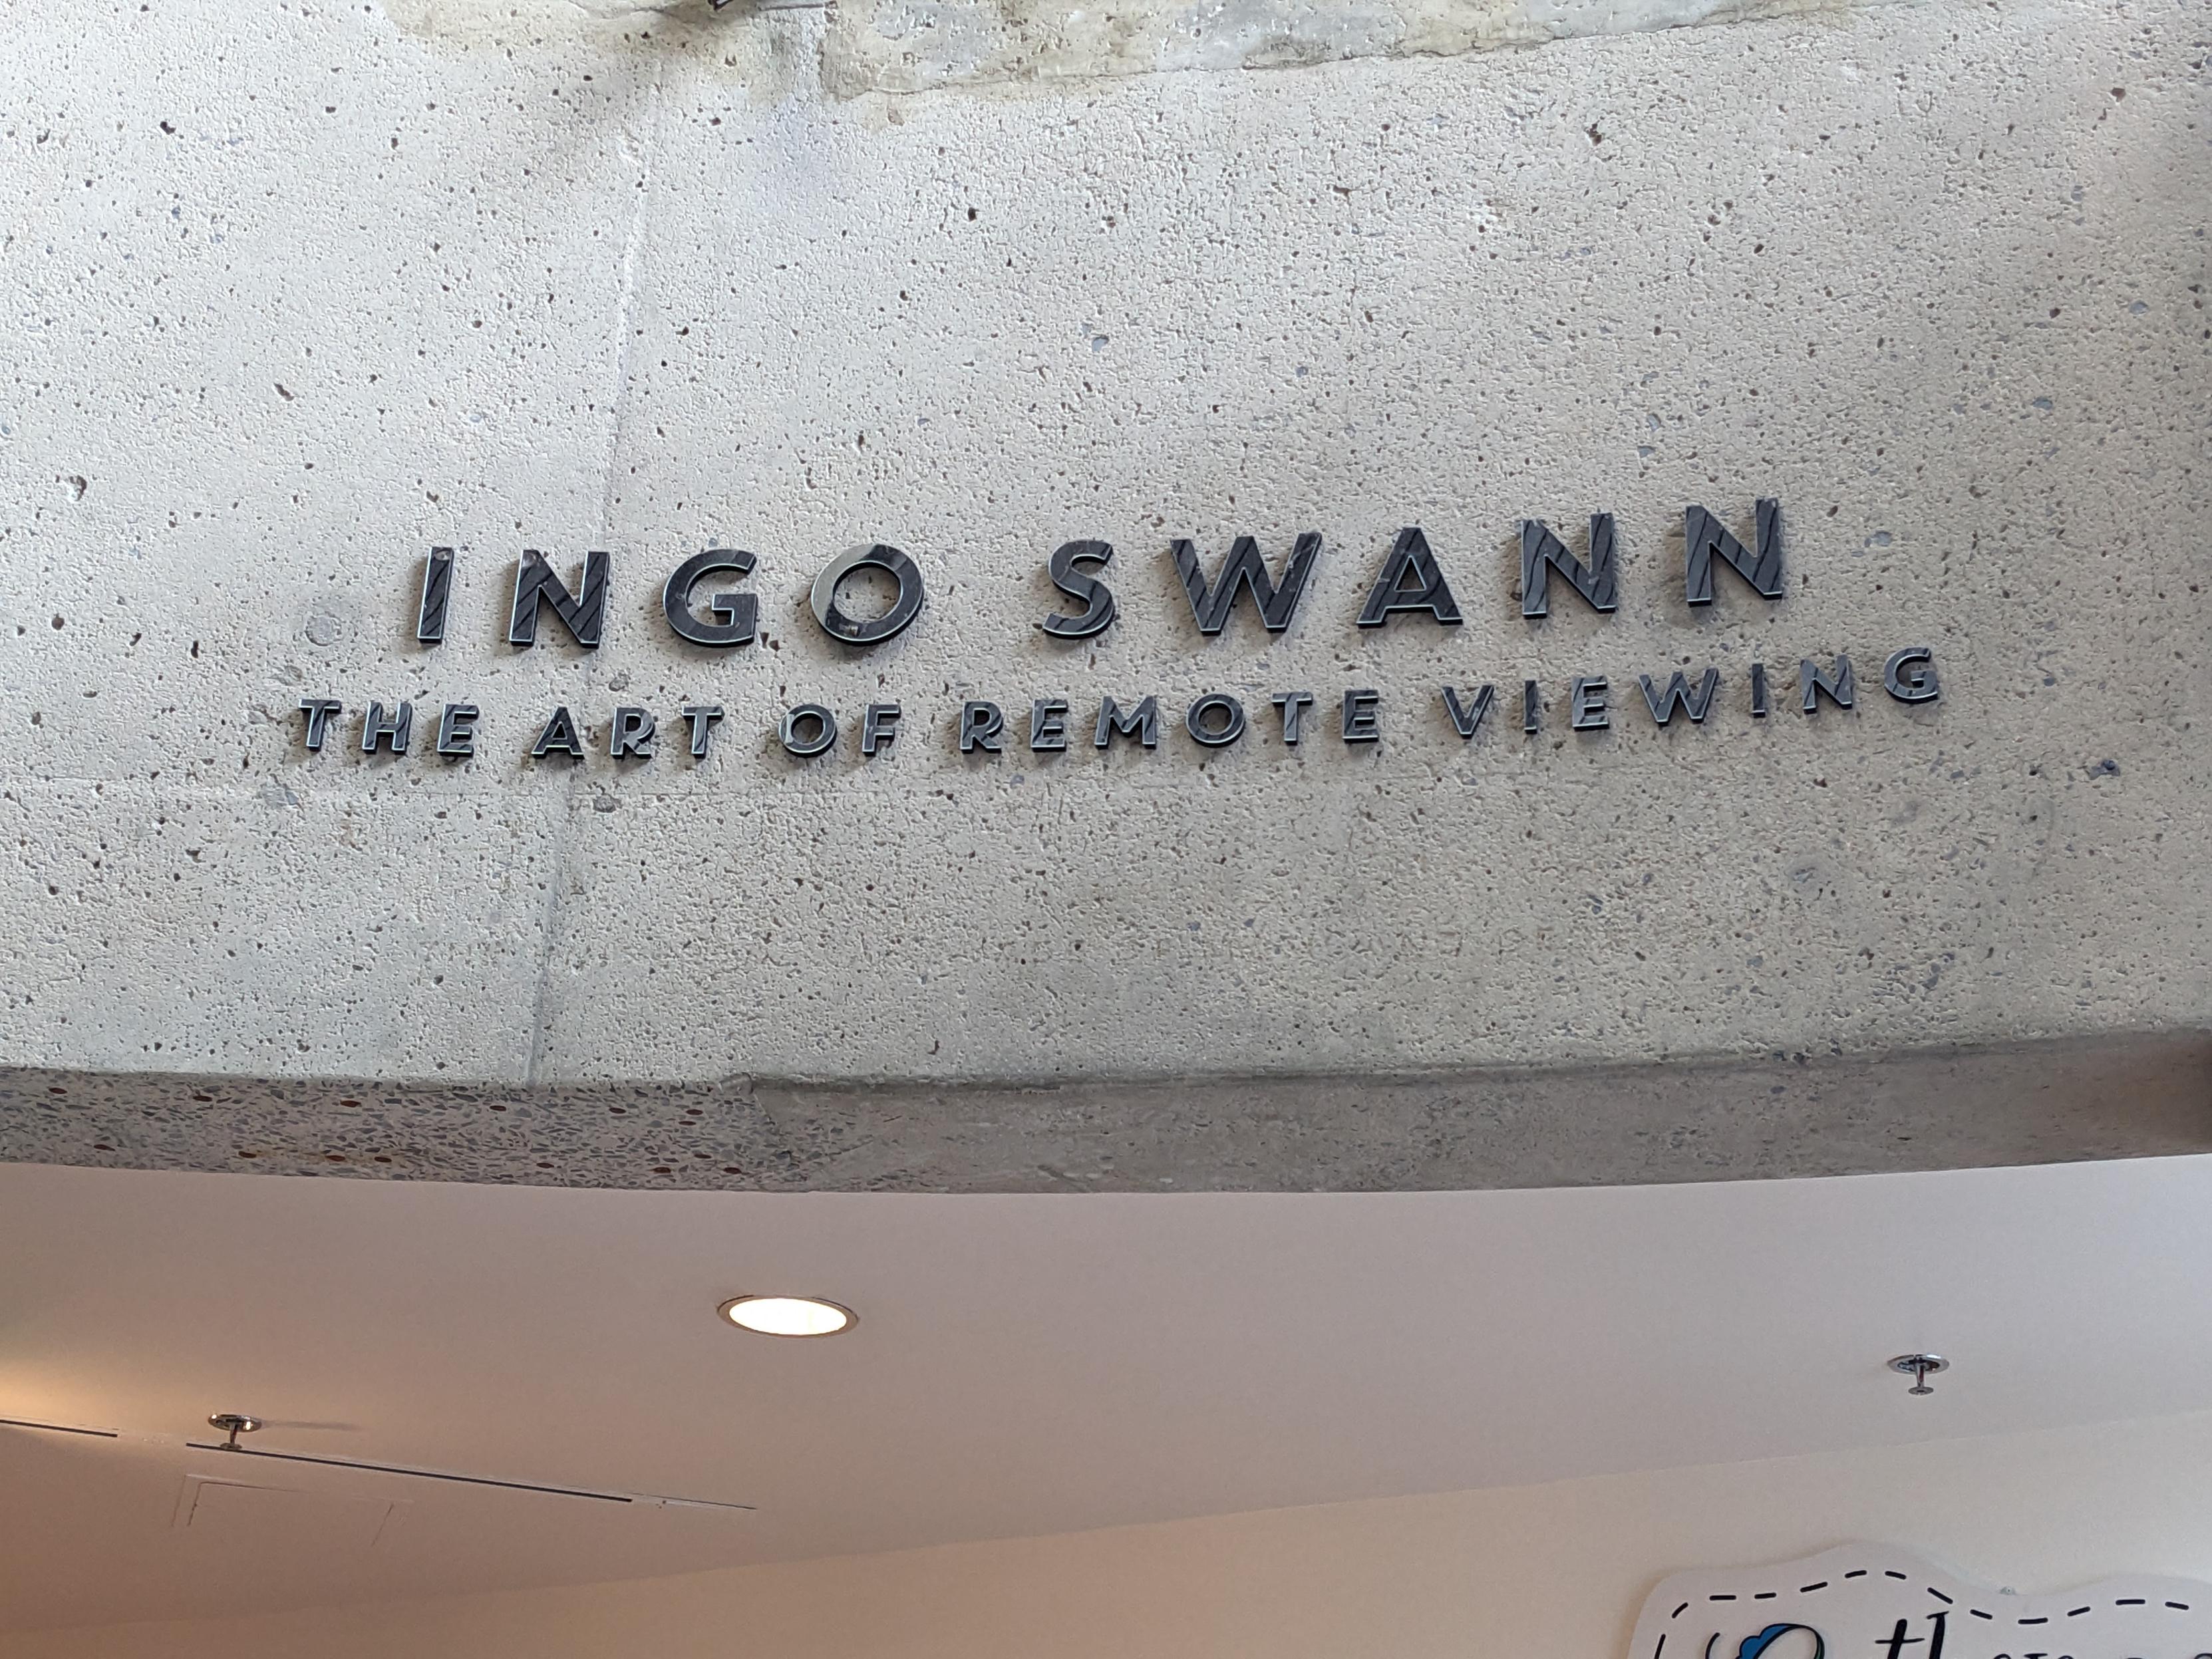 INGO SWANN
THE ART OF REMOTE VIEWING